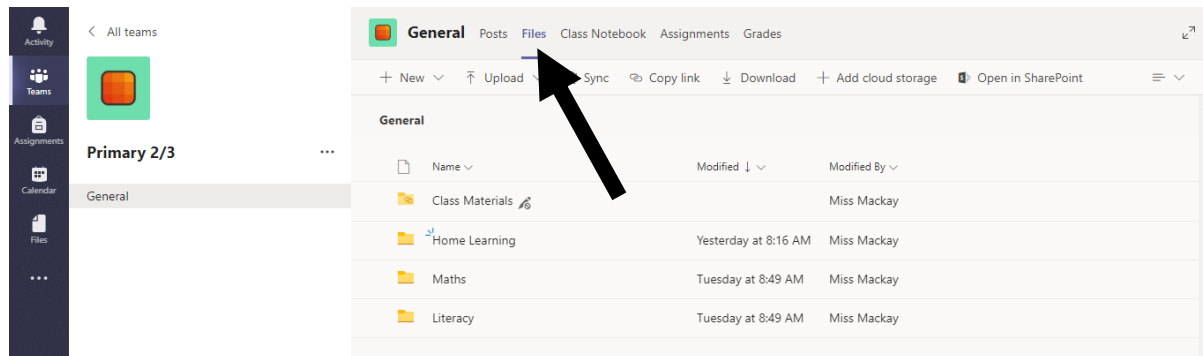 Activity
Teams
Assignments
Calendar
Files
All teams
Primary 2/3
General
General Posts Files Class Notebook Assignments Grades
New Upload Sync Copy link Download Add cloud storage Open in SharePoint
General
Name Modified Modified By
Class Materials Miss Mackay
Home Learning Yesterday at 8:16 AM Miss Mackay
Maths Tuesday at 8:49 AM Miss Mackay
Literacy Tuesday at 8:49 AM Miss Mackay